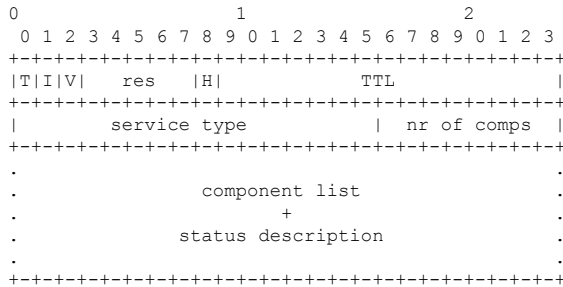 0                   1                   2
 0 1 2 3 4 5 6 7 8 9 0 1 2 3 4 5 6 7 8 9 0 1 2 3
+-+-+-+-+-+-+-+-+-+-+-+-+-+-+-+-+-+-+-+-+-+-+-+-+
|T|I|V|   res   |H|            TTL              |
+-+-+-+-+-+-+-+-+-+-+-+-+-+-+-+-+-+-+-+-+-+-+-+-+
|         service type          |  nr of comps  |
+-+-+-+-+-+-+-+-+-+-+-+-+-+-+-+-+-+-+-+-+-+-+-+-+
.                                               .
.                component list                 .
.                       +                       .
.              status description               .
.                                               .
+-+-+-+-+-+-+-+-+-+-+-+-+-+-+-+-+-+-+-+-+-+-+-+-+